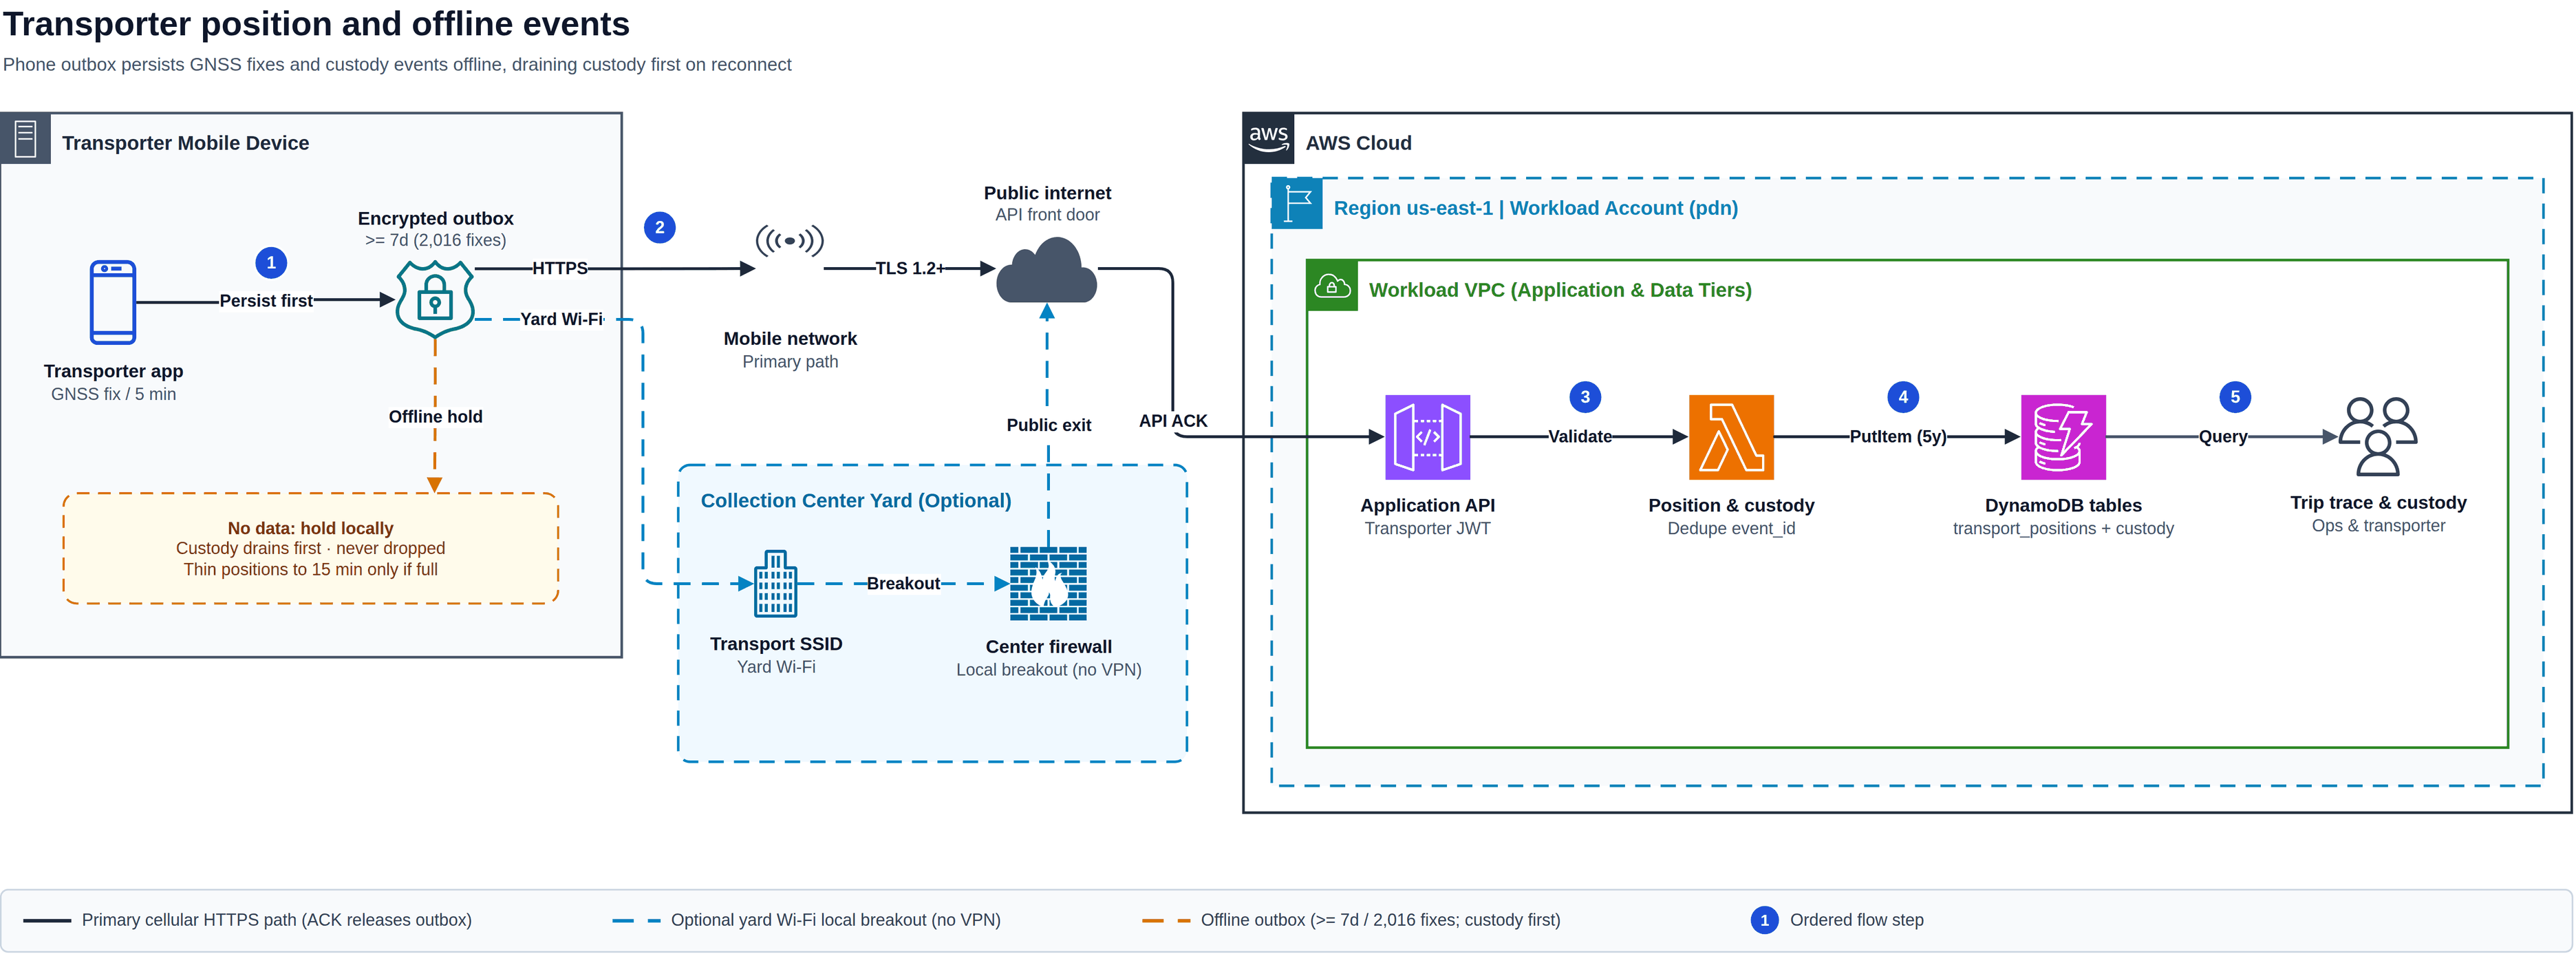 Transporter position and offline events
Phone outbox persists GNSS fixes and custody events offline, draining custody first on reconnect
Transporter Mobile Device
Encrypted outbox
>= 7d (2,016 fixes)
1
Persist first
Transporter app
GNSS fix / 5 min
HTTPS
Yard Wi-Fi
Offline hold
No data: hold locally
Custody drains first · never dropped
Thin positions to 15 min only if full
2
Mobile network
Primary path
TLS 1.2+
Public internet
API front door
Public exit
API ACK
Collection Center Yard (Optional)
Transport SSID
Yard Wi-Fi
Breakout
Center firewall
Local breakout (no VPN)
aws
AWS Cloud
Region us-east-1 | Workload Account (pdn)
Workload VPC (Application & Data Tiers)
Application API
Transporter JWT
3
Validate
Position & custody
Dedupe event_id
4
PutItem (5y)
DynamoDB tables
transport_positions + custody
5
Query
Trip trace & custody
Ops & transporter
Primary cellular HTTPS path (ACK releases outbox)
Optional yard Wi-Fi local breakout (no VPN)
Offline outbox (>= 7d / 2,016 fixes; custody first)
1
Ordered flow step